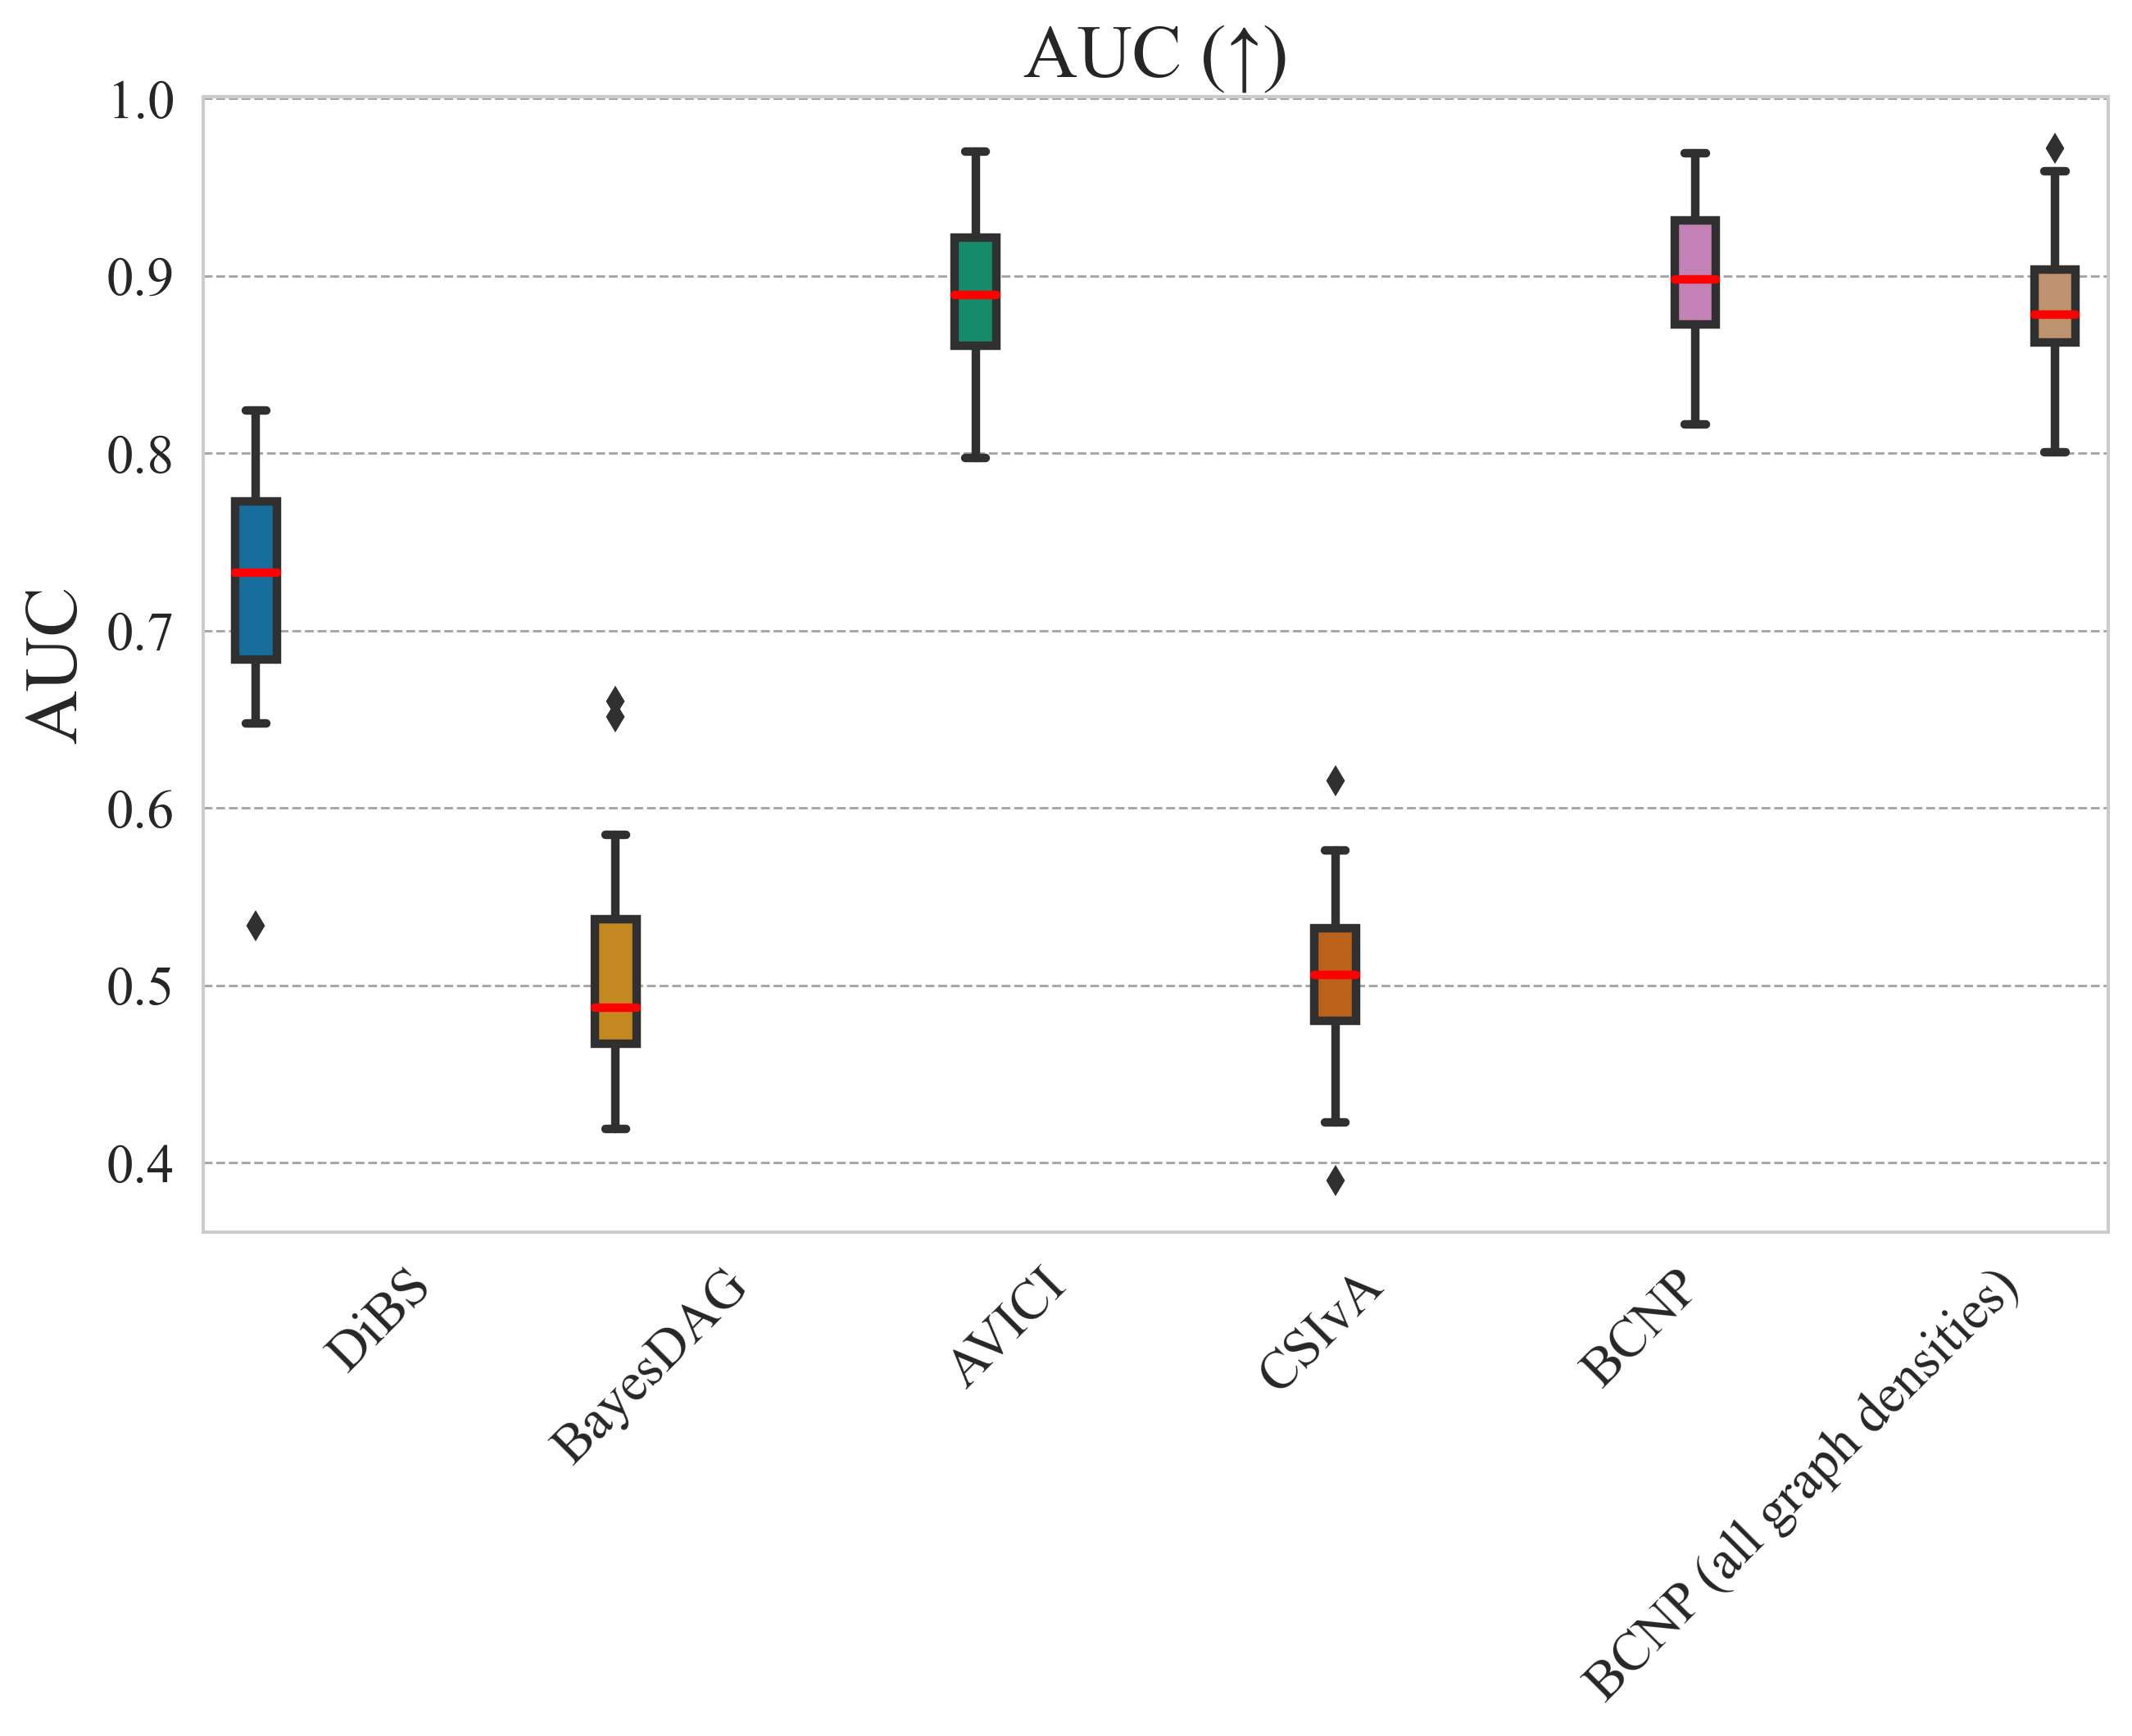 AUC (↑)
AUC
1.0
0.9
0.8
0.7
0.6
0.5
0.4
DiBS
BayesDAG
AVICI
CSIvA
BCNP
BCNP (all graph densities)